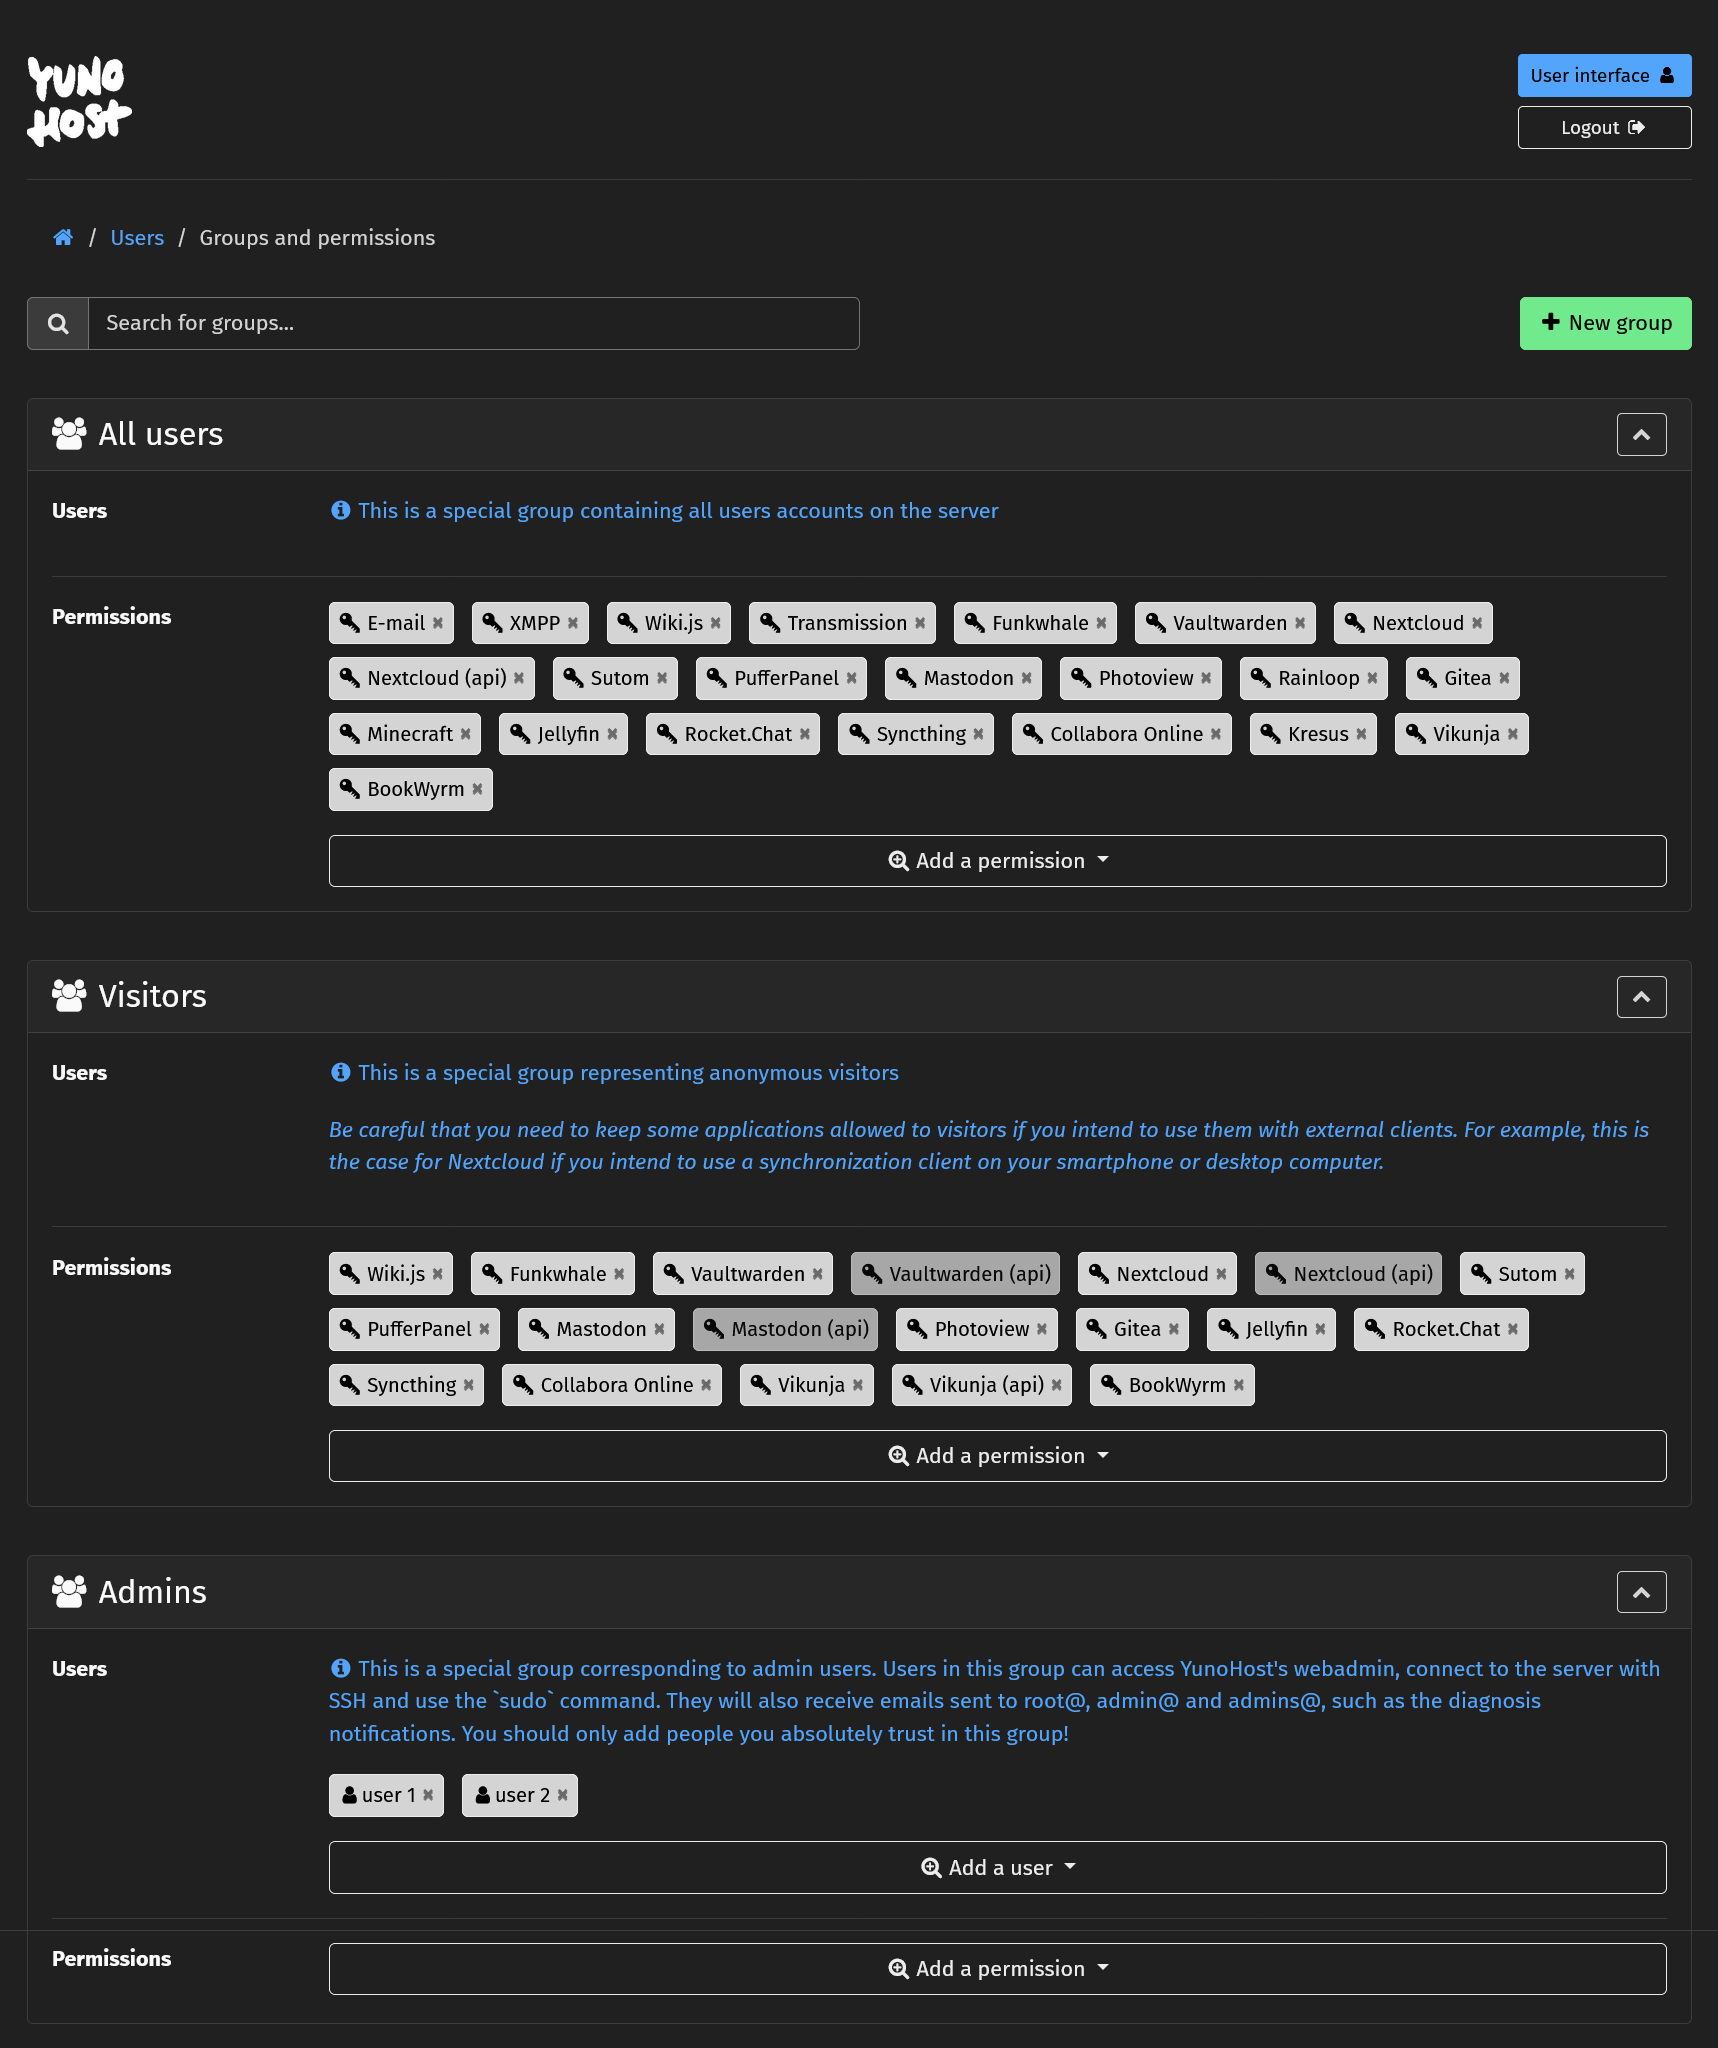 YUNO
HOST
User interface
Logout
/ Users / Groups and permissions
Search for groups...
New group
All users
Users
This is a special group containing all users accounts on the server
Permissions
E-mail XMPP Wiki.js Transmission Funkwhale Vaultwarden Nextcloud
Nextcloud (api) Sutom PufferPanel Mastodon Photoview Rainloop Gitea
Minecraft Jellyfin Rocket.Chat Syncthing Collabora Online Kresus Vikunja
BookWyrm
Add a permission
Visitors
Users
This is a special group representing anonymous visitors
Be careful that you need to keep some applications allowed to visitors if you intend to use them with external clients. For example, this is
the case for Nextcloud if you intend to use a synchronization client on your smartphone or desktop computer.
Permissions
Wiki.js Funkwhale Vaultwarden Vaultwarden (api) Nextcloud Nextcloud (api) Sutom
PufferPanel Mastodon Mastodon (api) Photoview Gitea Jellyfin Rocket.Chat
Syncthing Collabora Online Vikunja Vikunja (api) BookWyrm
Add a permission
Admins
Users
This is a special group corresponding to admin users. Users in this group can access YunoHost's webadmin, connect to the server with
SSH and use the `sudo` command. They will also receive emails sent to root@, admin@ and admins@, such as the diagnosis
notifications. You should only add people you absolutely trust in this group!
user 1 user 2
Add a user
Permissions
Add a permission